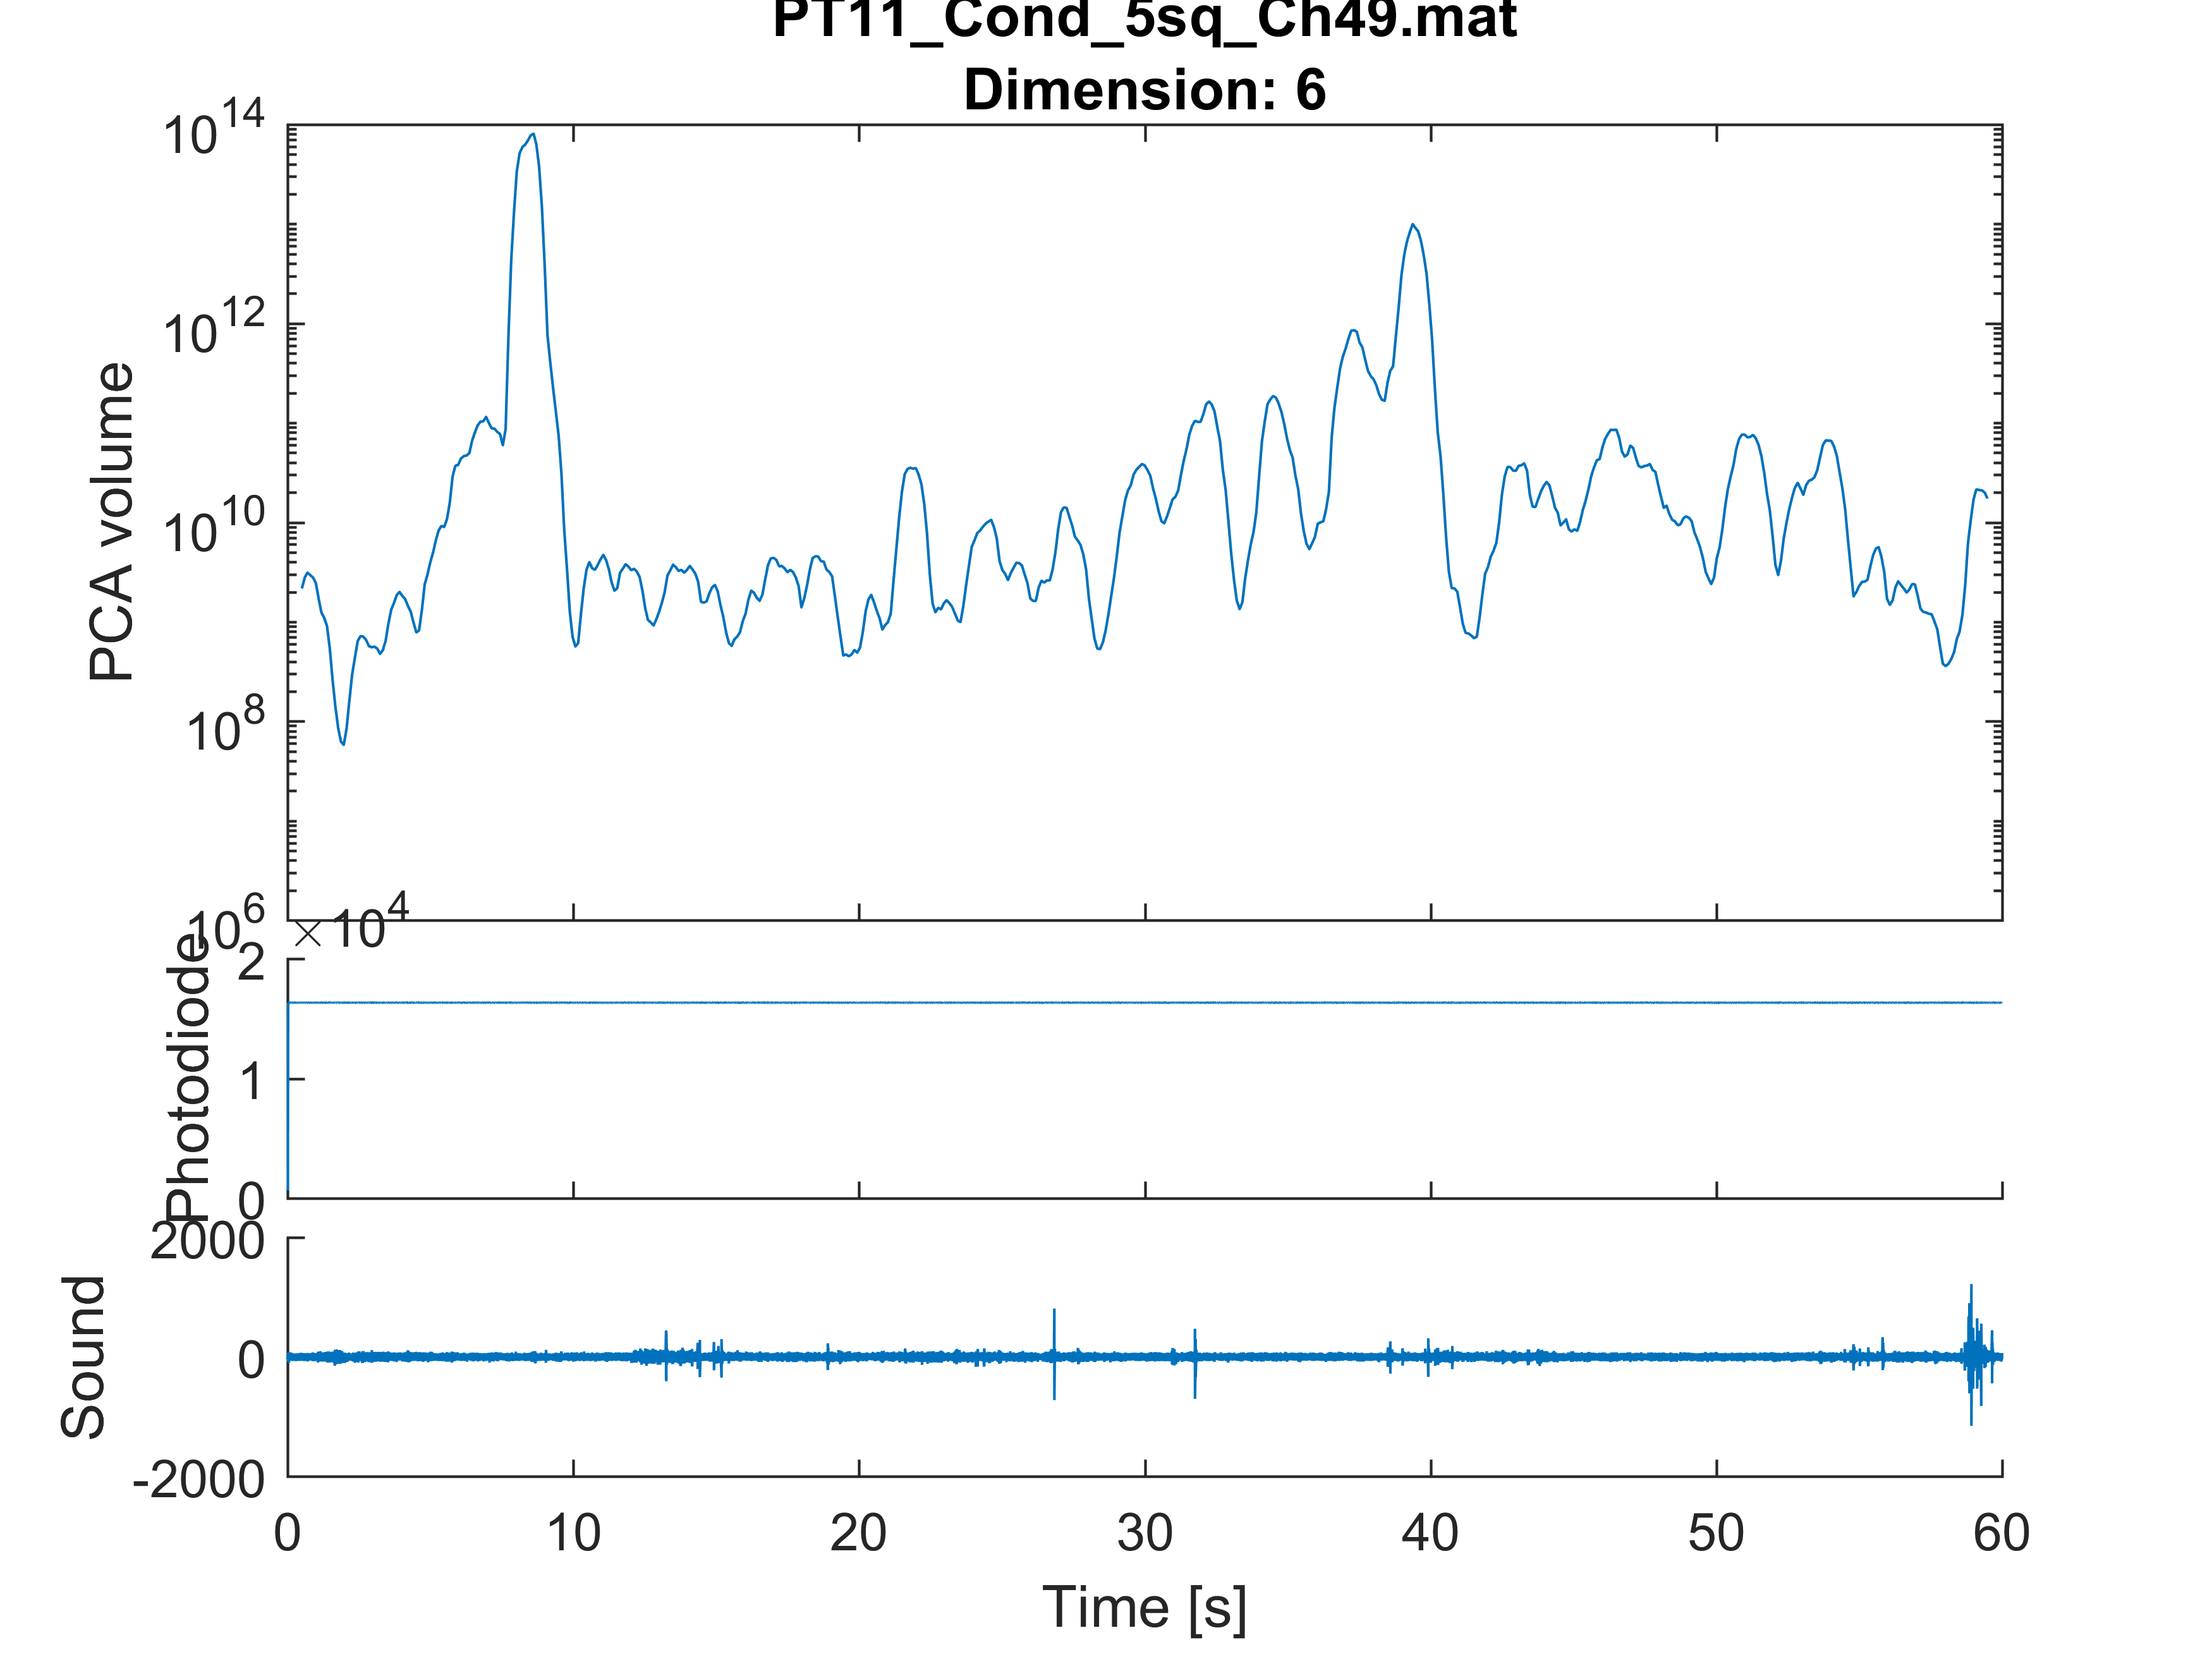 PT11_Cond_5sq_Ch49.mat
Dimension: 6
10^14
10^12
10^10
10^8
10^6
PCA volume
× 10^4
2
1
0
Photodiode
2000
0
-2000
Sound
0 10 20 30 40 50 60
Time [s]